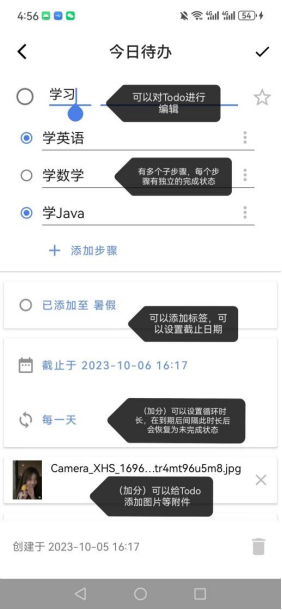 4:56
54
今日待办
学习
可以对Todo进行
编辑
学英语
学数学
有多个子步骤，每个步
骤有独立的完成状态
学Java
添加步骤
已添加至 暑假
可以添加标签，可
以设置截止日期
截止于 2023-10-06 16:17
每一天
（加分）可以设置循环时
长，在到期后间隔此时长后
会恢复为未完成状态
Camera_XHS_1696...tr4mt96u5m8.jpg
（加分）可以给Todo
添加图片等附件
创建于 2023-10-05 16:17